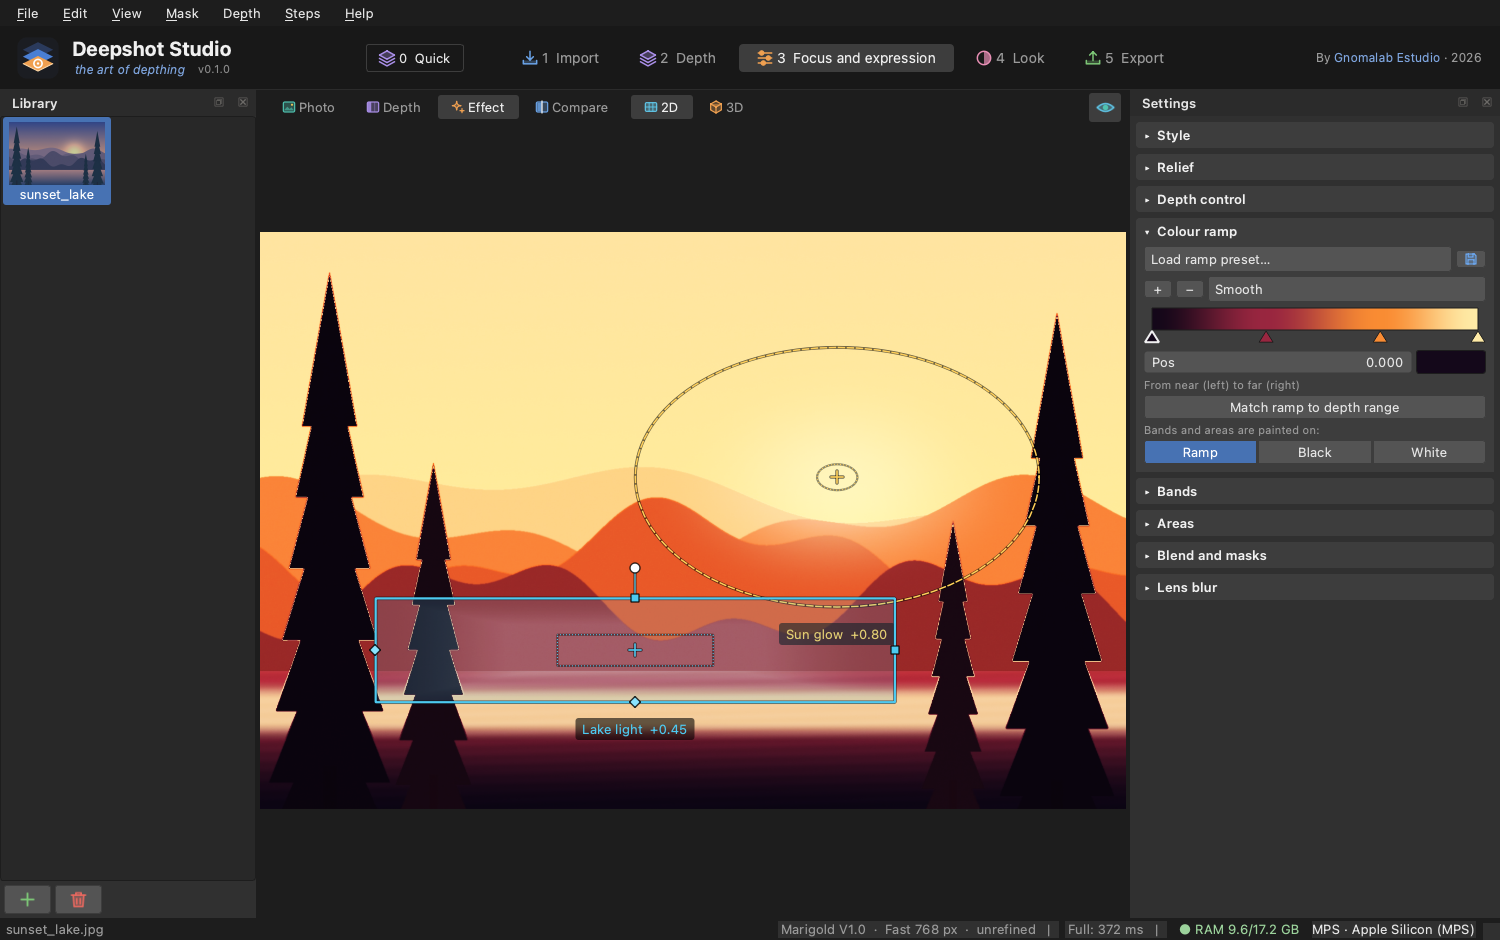 File Edit View Mask Depth Steps Help
Deepshot Studio
the art of depthing v0.1.0
0 Quick
1 Import
2 Depth
3 Focus and expression
4 Look
5 Export
By Gnomalab Estudio · 2026
Library
sunset_lake
Photo Depth Effect Compare 2D 3D
Sun glow +0.80
Lake light +0.45
Settings
Style
Relief
Depth control
Colour ramp
Load ramp preset...
+ − Smooth
Pos 0.000
From near (left) to far (right)
Match ramp to depth range
Bands and areas are painted on:
Ramp Black White
Bands
Areas
Blend and masks
Lens blur
sunset_lake.jpg
Marigold V1.0 · Fast 768 px · unrefined | Full: 372 ms | RAM 9.6/17.2 GB MPS · Apple Silicon (MPS)